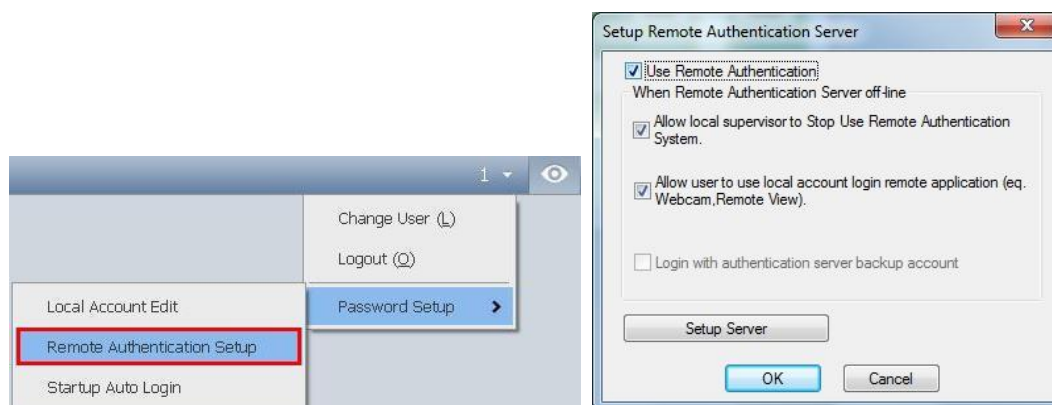 1
Change User (L)
Logout (O)
Password Setup
Local Account Edit
Remote Authentication Setup
Startup Auto Login
Setup Remote Authentication Server
Use Remote Authentication
When Remote Authentication Server off-line
Allow local supervisor to Stop Use Remote Authentication
System.
Allow user to use local account login remote application (eq.
Webcam,Remote View).
Login with authentication server backup account
Setup Server
OK
Cancel